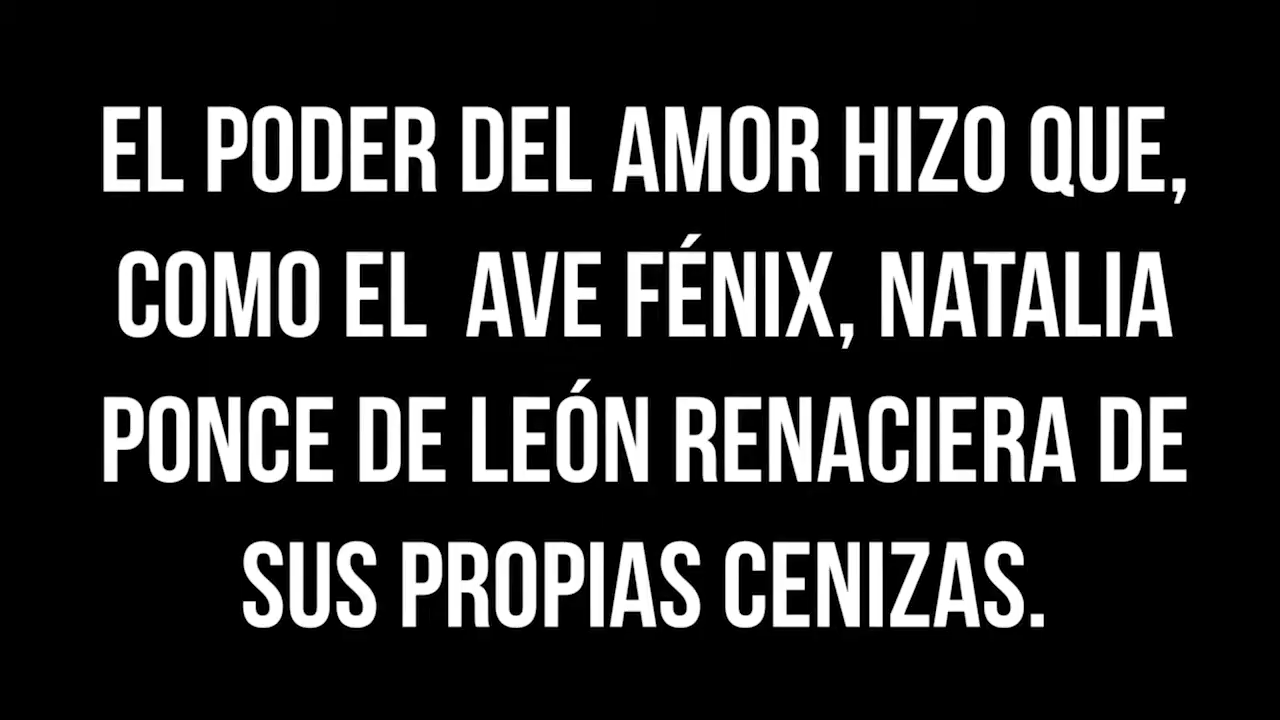 EL PODER DEL AMOR HIZO QUE,
COMO EL  AVE FÉNIX, NATALIA
PONCE DE LEÓN RENACIERA DE
SUS PROPIAS CENIZAS.